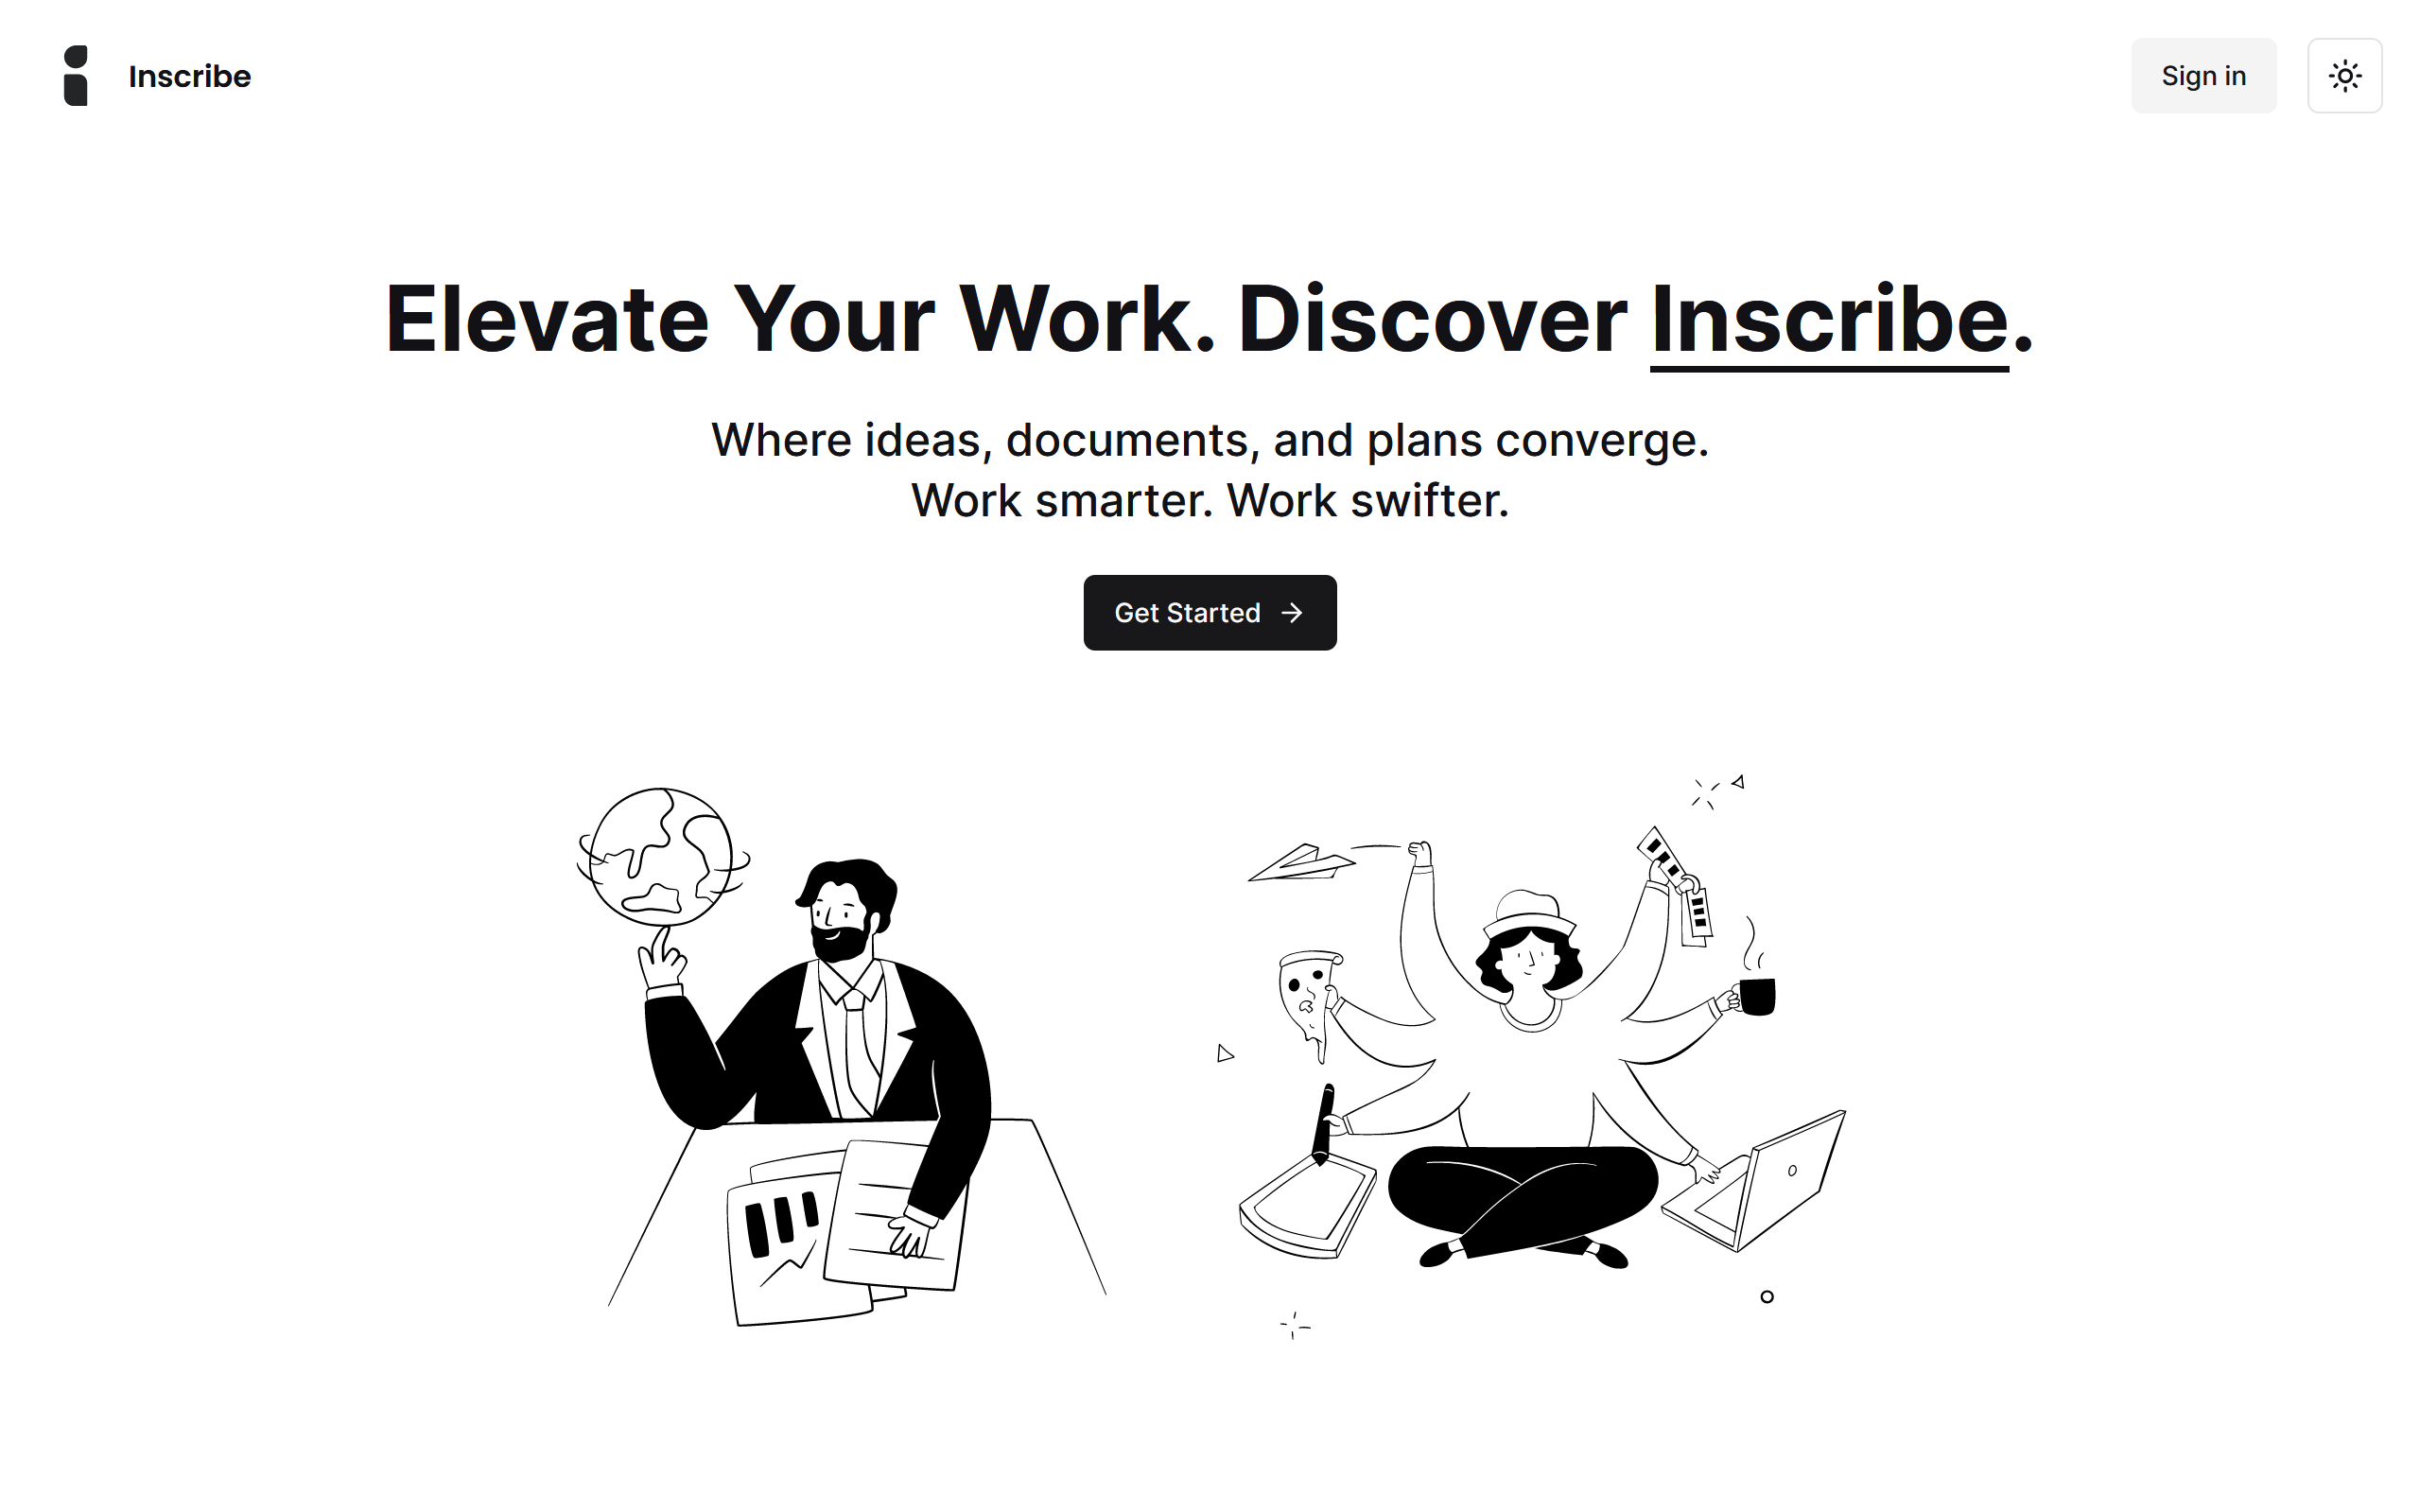 Inscribe
Sign in
Elevate Your Work. Discover Inscribe.
Where ideas, documents, and plans converge.
Work smarter. Work swifter.
Get Started